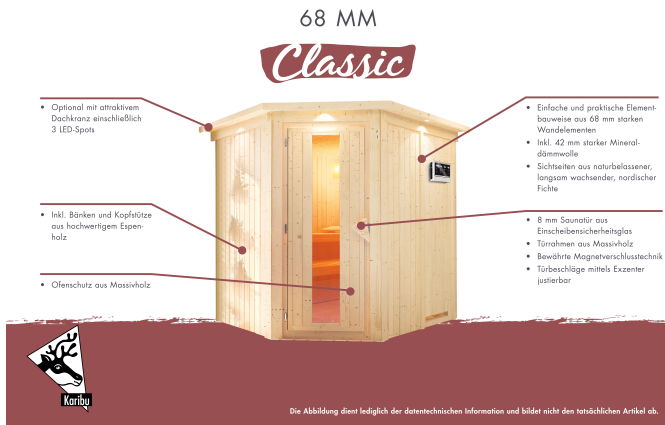 68 MM
Classic
• Optional mit attraktivem
Dachkranz einschließlich
3 LED-Spots
• Inkl. Bänken und Kopfstütze
aus hochwertigem Espen-
holz
• Ofenschutz aus Massivholz
• Einfache und praktische Element-
bauweise aus 68 mm starken
Wandelementen
• Inkl. 42 mm starker Mineral-
dämmwolle
• Sichtseiten aus naturbelassener,
langsam wachsender, nordischer
Fichte
• 8 mm Saunatür aus
Einscheibensicherheitsglas
• Türrahmen aus Massivholz
• Bewährte Magnetverschlusstechnik
• Türbeschläge mittels Exzenter
justierbar
Karibu
Die Abbildung dient lediglich der datentechnischen Information und bildet nicht den tatsächlichen Artikel ab.